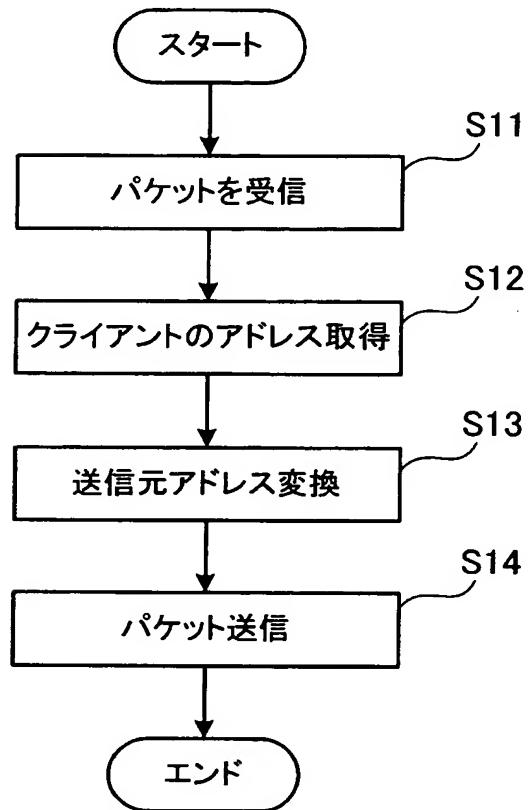 スタート
S11
パケットを受信
S12
クライアントのアドレス取得
S13
送信元アドレス変換
S14
パケット送信
エンド